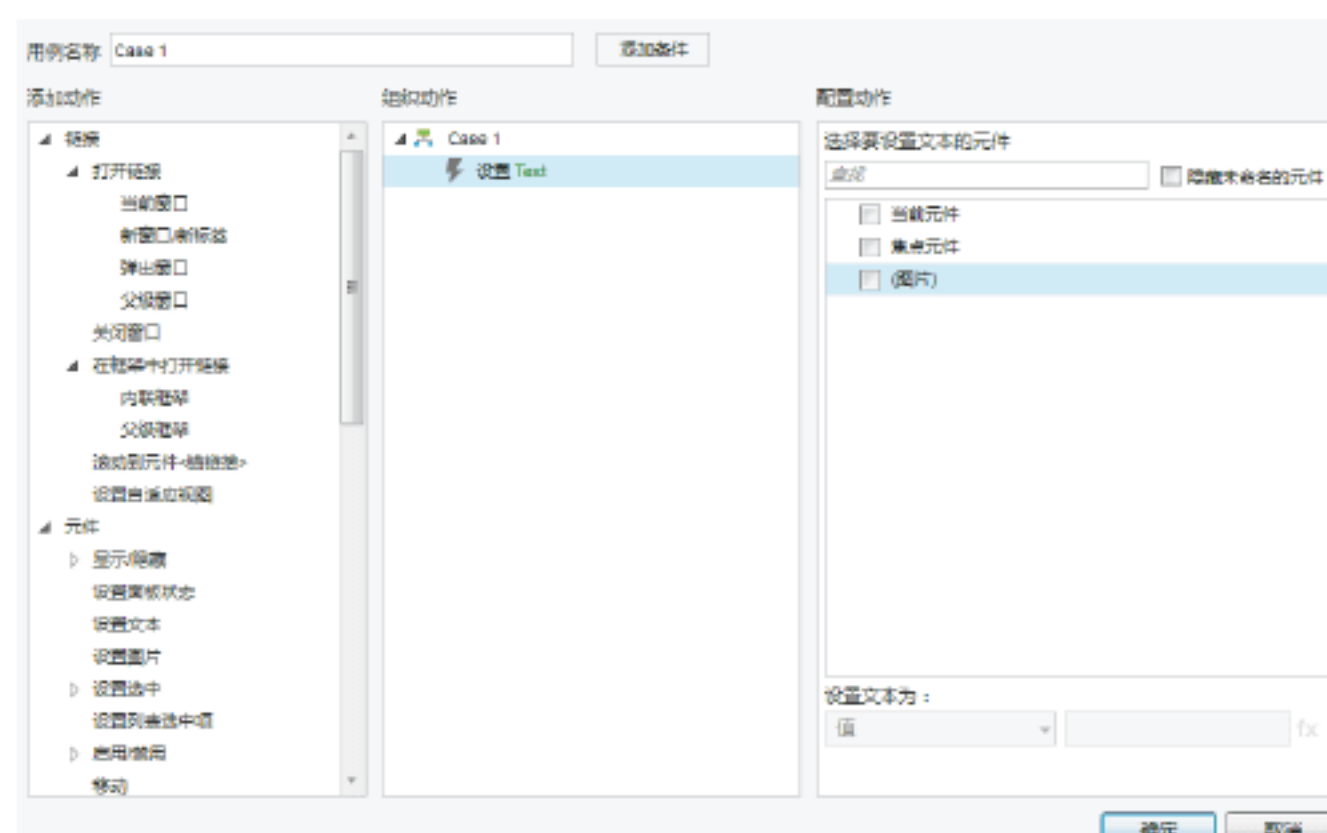 用例名称 Case 1 添加条件
添加动作 组织动作 配置动作
链接
打开链接
当前窗口
新窗口/新标签
弹出窗口
父级窗口
关闭窗口
在框架中打开链接
内联框架
父级框架
滚动到元件<锚链接>
设置自适应视图
元件
显示/隐藏
设置面板状态
设置文本
设置图片
设置选中
设置列表选中项
启用/禁用
移动
Case 1
设置 Text
选择要设置文本的元件
查找 隐藏未命名的元件
当前元件
焦点元件
(图片)
设置文本为：
值 fx
确定 取消